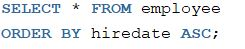 SELECT * FROM employee
ORDER BY hiredate ASC;